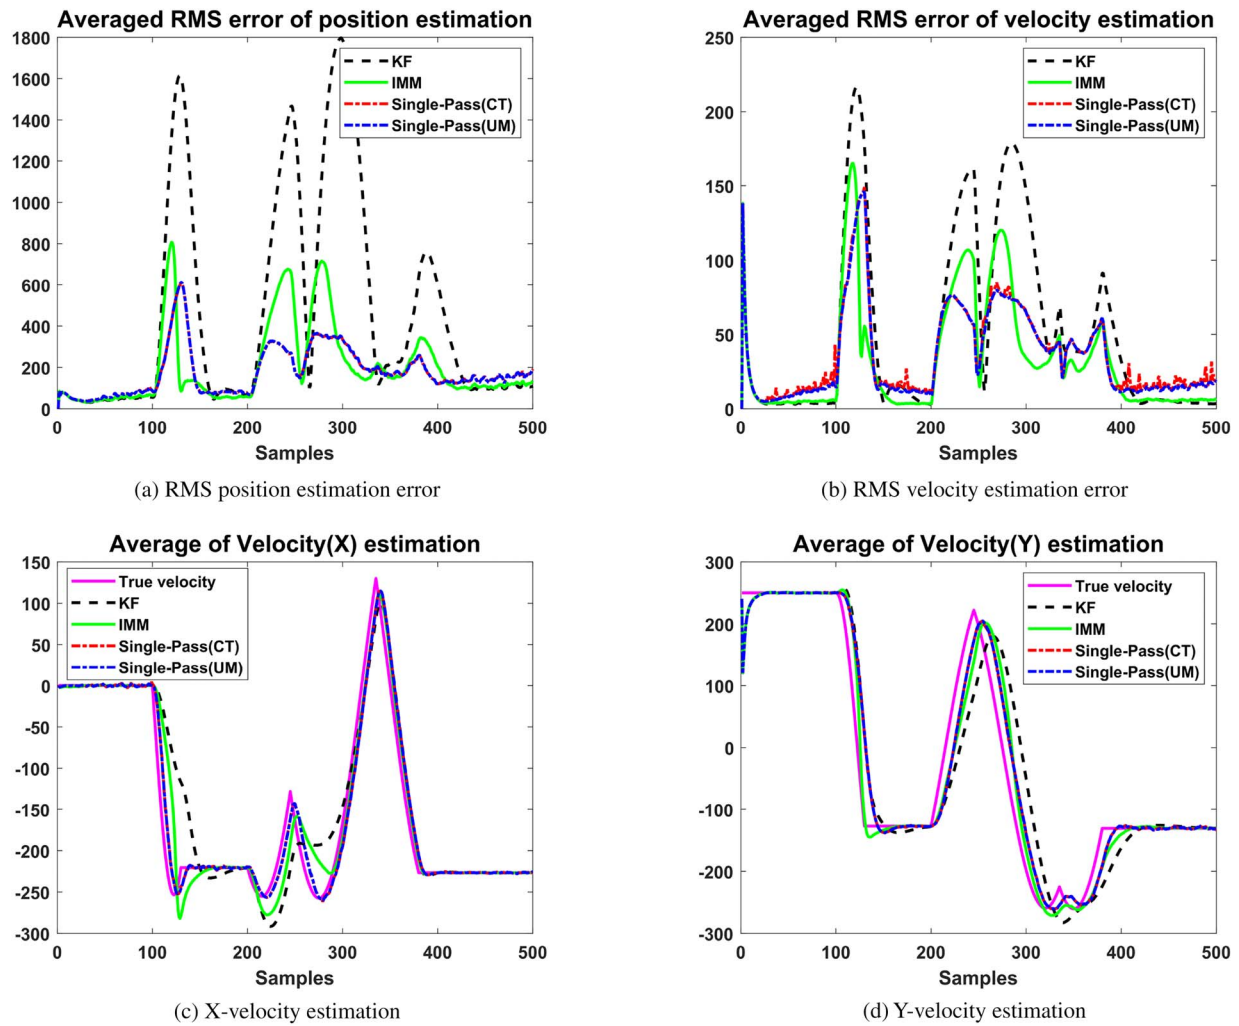 Averaged RMS error of position estimation
1800
1600
1400
1200
1000
800
600
400
200
0
0 100 200 300 400 500
Samples
KF
IMM
Single-Pass(CT)
Single-Pass(UM)
(a) RMS position estimation error
Averaged RMS error of velocity estimation
250
200
150
100
50
0
0 100 200 300 400 500
Samples
KF
IMM
Single-Pass(CT)
Single-Pass(UM)
(b) RMS velocity estimation error
Average of Velocity(X) estimation
150
100
50
0
-50
-100
-150
-200
-250
-300
0 100 200 300 400 500
Samples
True velocity
KF
IMM
Single-Pass(CT)
Single-Pass(UM)
(c) X-velocity estimation
Average of Velocity(Y) estimation
300
200
100
0
-100
-200
-300
0 100 200 300 400 500
Samples
True velocity
KF
IMM
Single-Pass(CT)
Single-Pass(UM)
(d) Y-velocity estimation